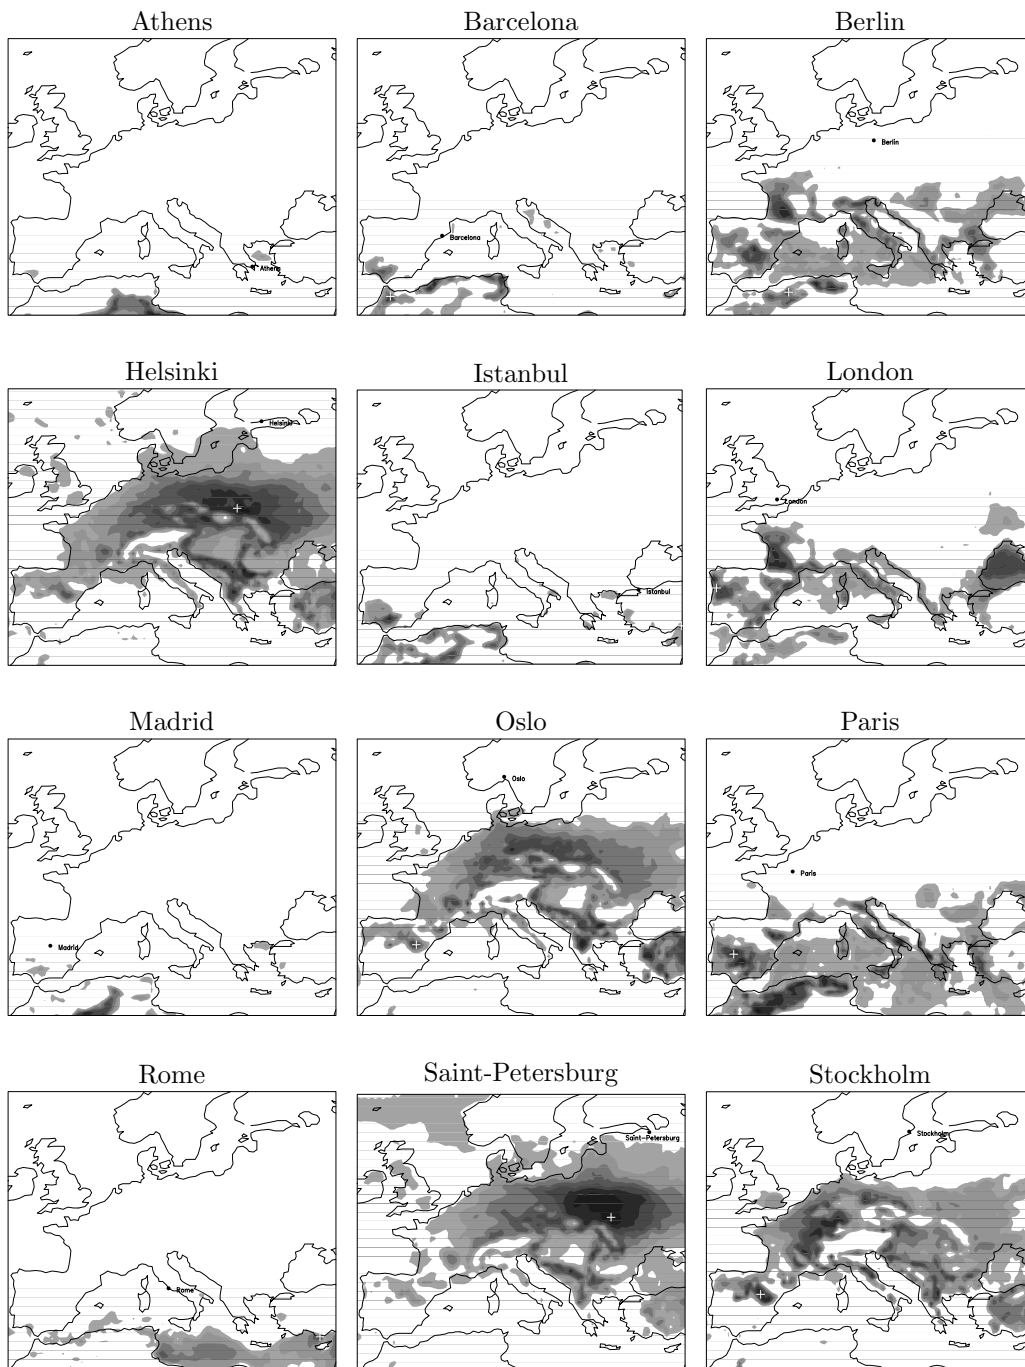 Athens Barcelona Berlin
Berlin
Barcelona
Athens
Helsinki Istanbul London
Helsinki
London
Istanbul
Madrid Oslo Paris
Oslo
Paris
Madrid
Rome Saint-Petersburg Stockholm
Saint-Petersburg
Stockholm
Rome